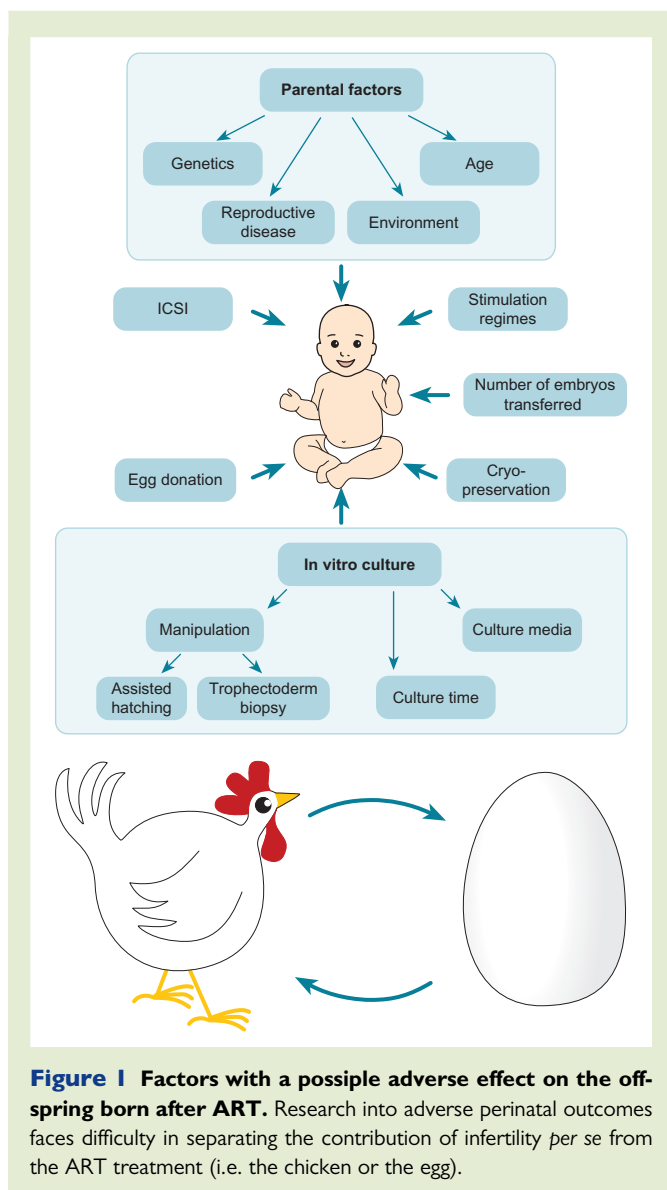 Parental factors
Genetics
Age
Reproductive
disease
Environment
ICSI
Stimulation
regimes
Number of embryos
transferred
Egg donation
Cryo-
preservation
In vitro culture
Manipulation
Culture media
Assisted
hatching
Trophectoderm
biopsy
Culture time
Figure 1 Factors with a possiple adverse effect on the off-
spring born after ART. Research into adverse perinatal outcomes
faces difficulty in separating the contribution of infertility per se from
the ART treatment (i.e. the chicken or the egg).